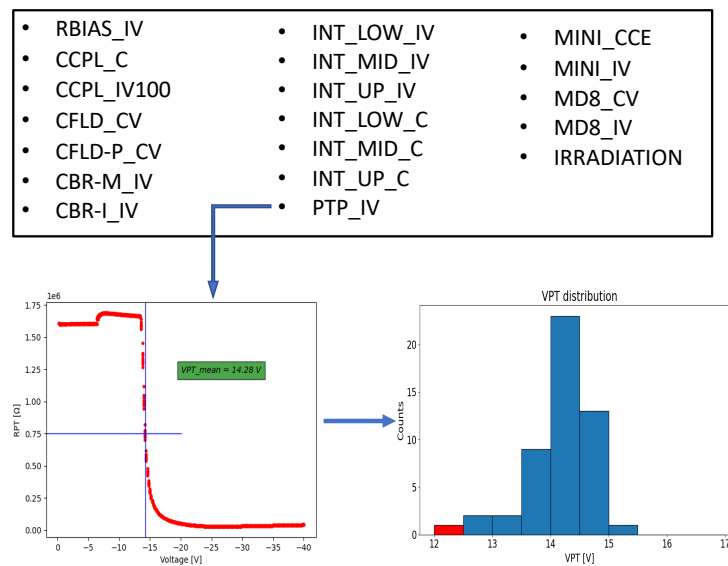 • RBIAS_IV
• CCPL_C
• CCPL_IV100
• CFLD_CV
• CFLD-P_CV
• CBR-M_IV
• CBR-I_IV
• INT_LOW_IV
• INT_MID_IV
• INT_UP_IV
• INT_LOW_C
• INT_MID_C
• INT_UP_C
• PTP_IV
• MINI_CCE
• MINI_IV
• MD8_CV
• MD8_IV
• IRRADIATION
1e6
1.75
1.50
1.25
1.00
0.75
0.50
0.25
0.00
RPT [Ω]
VPT_mean = 14.28 V
0 −5 −10 −15 −20 −25 −30 −35 −40
Voltage [V]
VPT distribution
20
15
10
5
0
Counts
12 13 14 15 16 17
VPT [V]